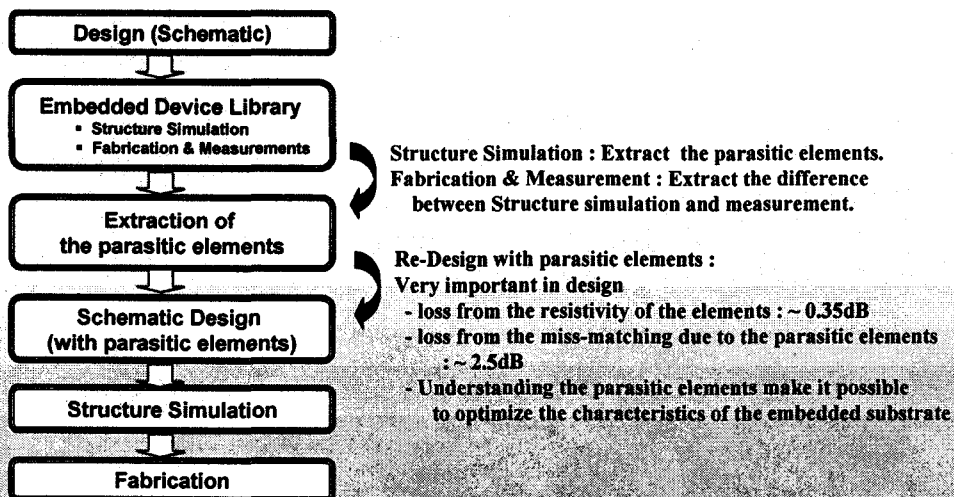 Design (Schematic)
Embedded Device Library
▪ Structure Simulation
▪ Fabrication & Measurements
Structure Simulation : Extract the parasitic elements.
Fabrication & Measurement : Extract the difference
between Structure simulation and measurement.
Extraction of
the parasitic elements
Re-Design with parasitic elements :
Very important in design
- loss from the resistivity of the elements : ~ 0.35dB
- loss from the miss-matching due to the parasitic elements
: ~ 2.5dB
- Understanding the parasitic elements make it possible
to optimize the characteristics of the embedded substrate
Schematic Design
(with parasitic elements)
Structure Simulation
Fabrication